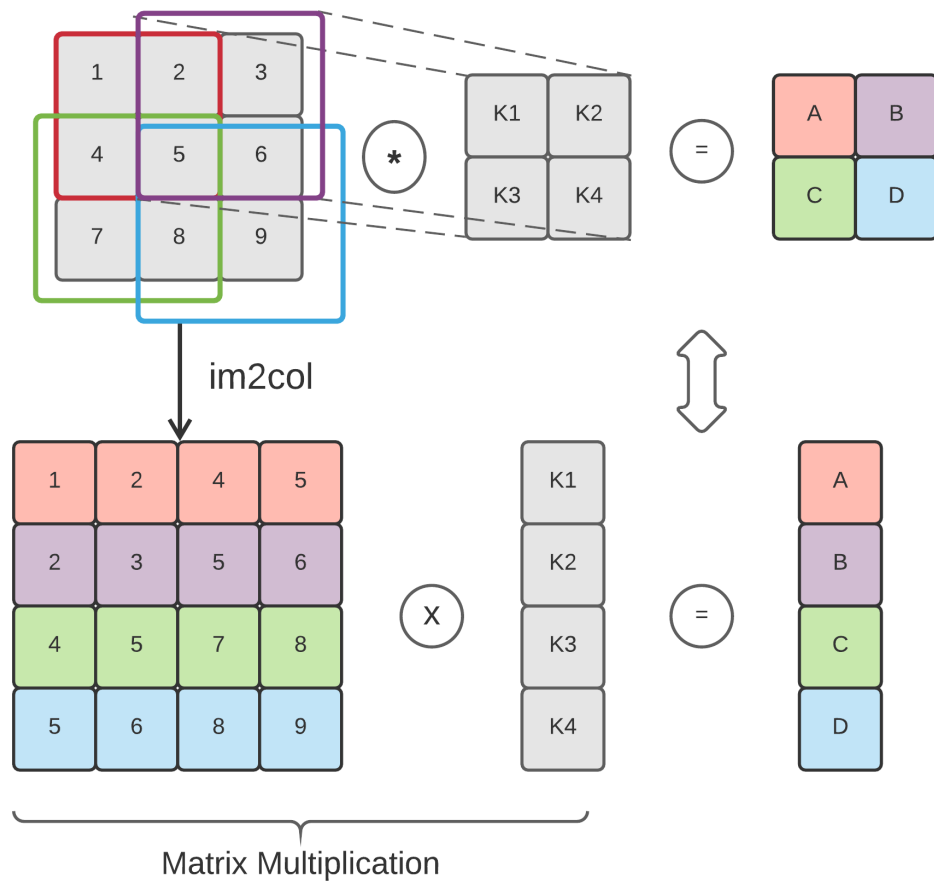 1 2 3
4 5 6
7 8 9
*
K1 K2
K3 K4
=
A B
C D
im2col
1 2 4 5
2 3 5 6
4 5 7 8
5 6 8 9
X
K1
K2
K3
K4
=
A
B
C
D
Matrix Multiplication